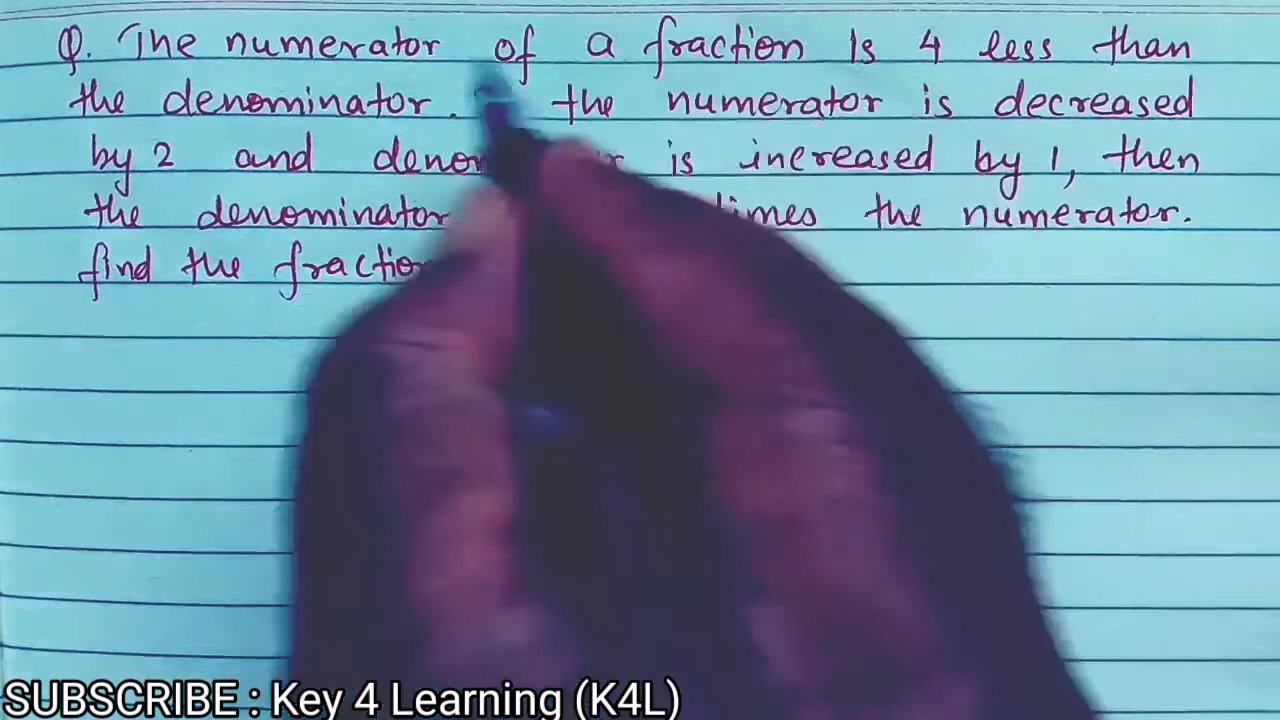 Q. The numerator of a fraction is 4 less than
the denominator. the numerator is decreased
by 2 and is increased by 1, then
the denominator times the numerator.
find the
SUBSCRIBE : Key 4 Learning (K4L)